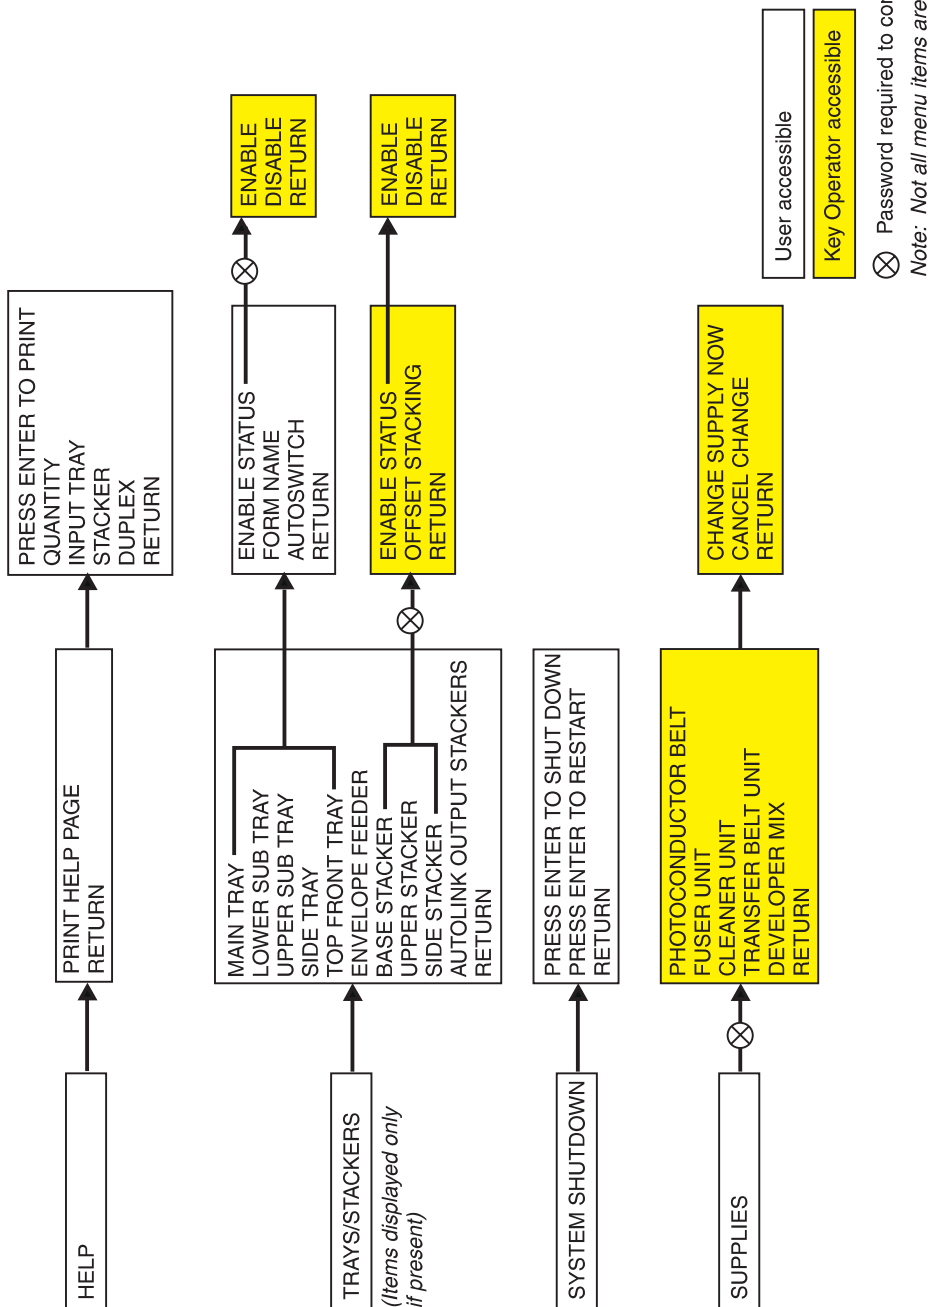 HELP
PRINT HELP PAGE
RETURN
PRESS ENTER TO PRINT
QUANTITY
INPUT TRAY
STACKER
DUPLEX
RETURN
TRAYS/STACKERS
(Items displayed only
if present)
MAIN TRAY
LOWER SUB TRAY
UPPER SUB TRAY
SIDE TRAY
TOP FRONT TRAY
ENVELOPE FEEDER
BASE STACKER
UPPER STACKER
SIDE STACKER
AUTOLINK OUTPUT STACKERS
RETURN
ENABLE STATUS
FORM NAME
AUTOSWITCH
RETURN
ENABLE
DISABLE
RETURN
ENABLE STATUS
OFFSET STACKING
RETURN
ENABLE
DISABLE
RETURN
SYSTEM SHUTDOWN
PRESS ENTER TO SHUT DOWN
PRESS ENTER TO RESTART
RETURN
SUPPLIES
PHOTOCONDUCTOR BELT
FUSER UNIT
CLEANER UNIT
TRANSFER BELT UNIT
DEVELOPER MIX
RETURN
CHANGE SUPPLY NOW
CANCEL CHANGE
RETURN
User accessible
Key Operator accessible
Password required to
Note: Not all menu items are